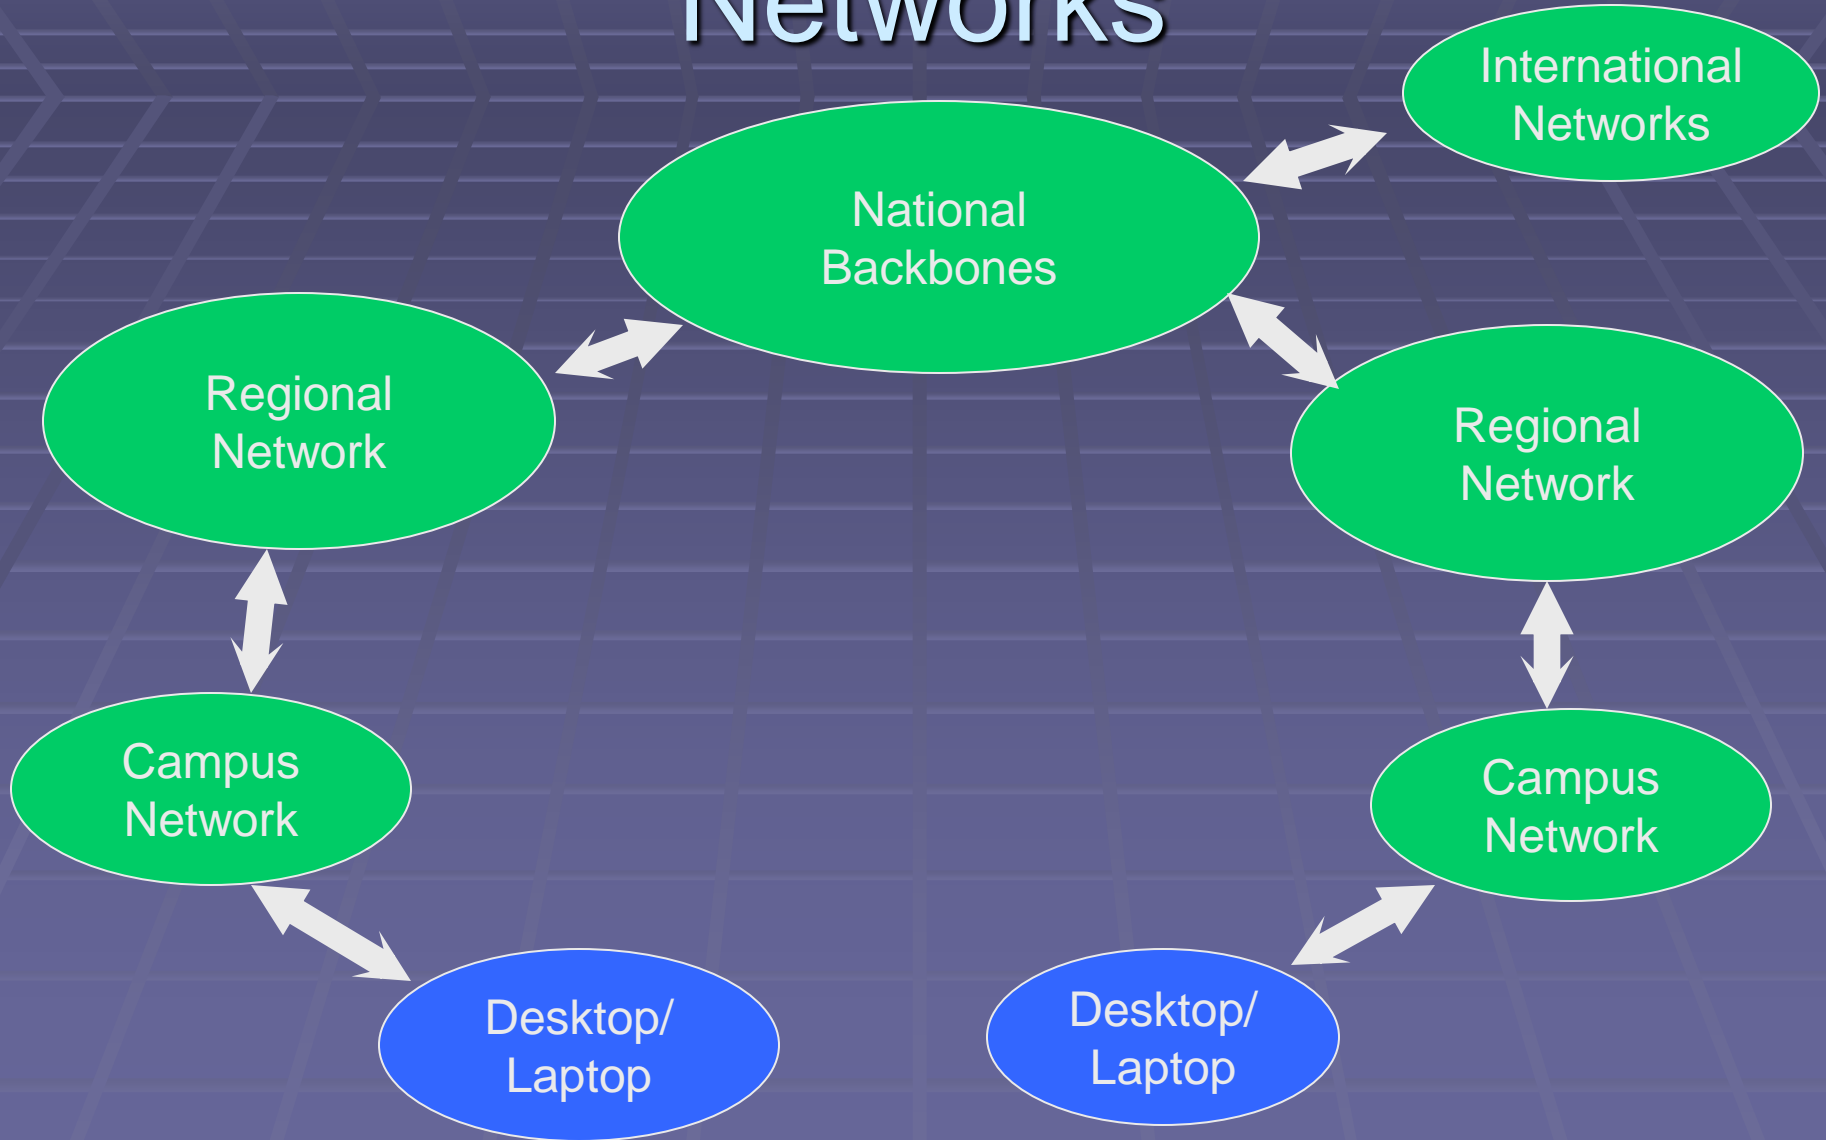 Networks
International
Networks
National
Backbones
Regional
Network
Regional
Network
Campus
Network
Campus
Network
Desktop/
Laptop
Desktop/
Laptop